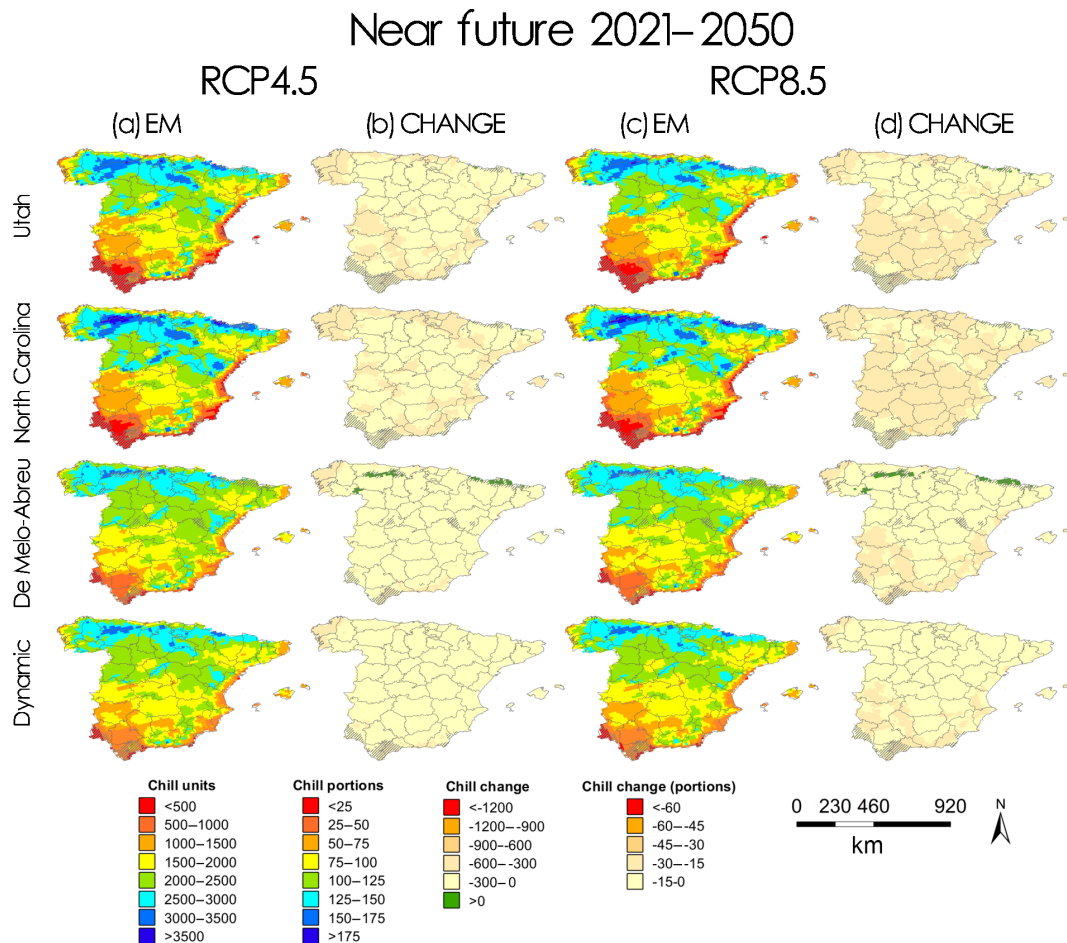 Near future 2021–2050
RCP4.5 RCP8.5
(a) EM (b) CHANGE (c) EM (d) CHANGE
Utah
North Carolina
De Melo-Abreu
Dynamic
Chill units
<500
500–1000
1000–1500
1500–2000
2000–2500
2500–3000
3000–3500
>3500
Chill portions
<25
25–50
50–75
75–100
100–125
125–150
150–175
>175
Chill change
<-1200
-1200–-900
-900–-600
-600–-300
-300–0
>0
Chill change (portions)
<-60
-60–-45
-45–-30
-30–-15
-15-0
0 230 460 920
km
N